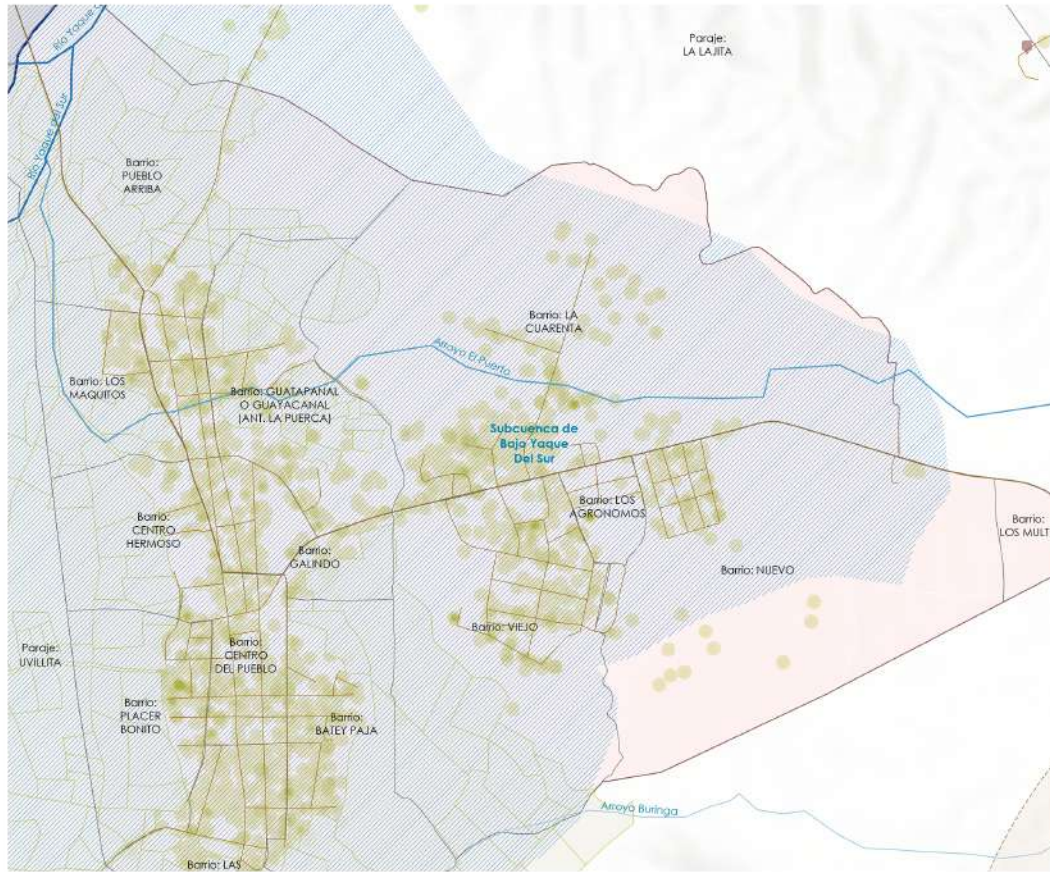 Río Yaque
Paraje:
LA LAJITA
Río Yaque del Sur
Barrio:
PUEBLO
ARRIBA
Barrio: LA
CUARENTA
Arroyo El Puerto
Barrio: LOS
MAQUITOS
Barrio: GUATAPANAL
O GUAYACANAL
(ANT. LA PUERCA)
Subcuenca de
Bajo Yaque
Del Sur
Barrio: LOS
AGRONOMOS
Barrio:
CENTRO
HERMOSO
Barrio:
GALINDO
Barrio:
LOS MULT
Barrio: NUEVO
Barrio: VIEJO
Paraje:
UVILLITA
Barrio:
CENTRO
DEL PUEBLO
Barrio:
PLACER
BONITO
Barrio:
BATEY PAJA
Arroyo Buringa
Barrio: LAS